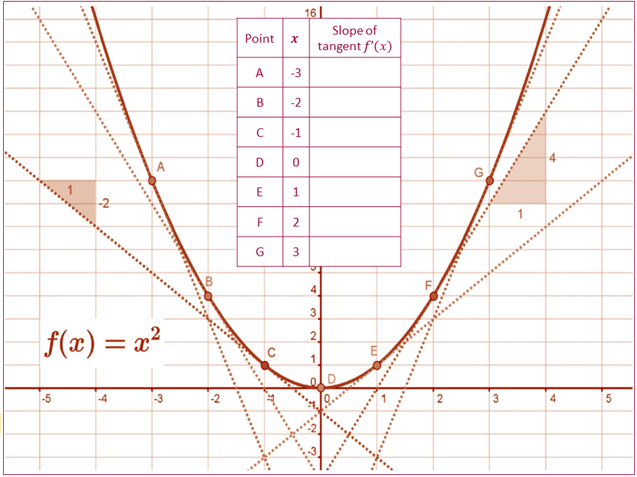 16
Point x Slope of
tangent f′(x)
A -3
B -2
C -1
D 0
E 1
F 2
G 3
A
G
4
1
1
-2
B
F
5
4
3
2
1
0
f(x) = x²
C
E
D
-5 -4 -3 -2 -1 0 1 2 3 4 5
-1
-2
-3